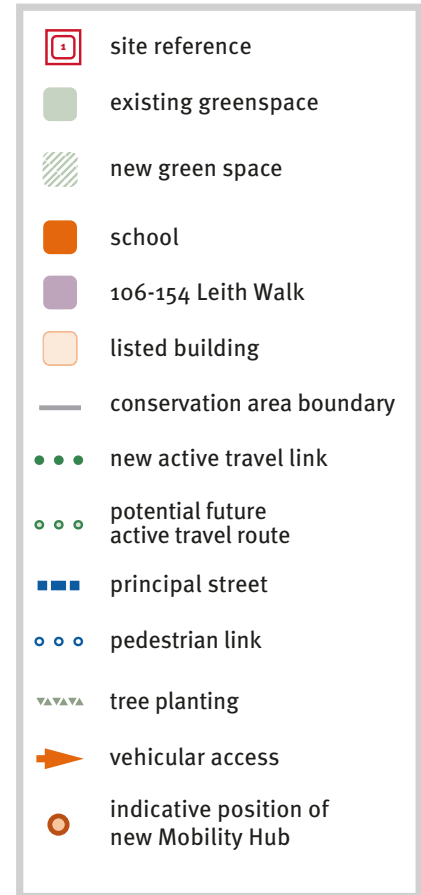 1 site reference
existing greenspace
new green space
school
106-154 Leith Walk
listed building
conservation area boundary
new active travel link
potential future
active travel route
principal street
pedestrian link
tree planting
vehicular access
indicative position of
new Mobility Hub